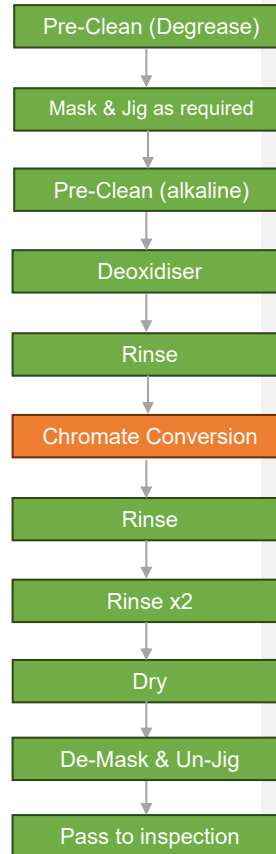 Pre-Clean (Degrease)
Mask & Jig as required
Pre-Clean (alkaline)
Deoxidiser
Rinse
Chromate Conversion
Rinse
Rinse x2
Dry
De-Mask & Un-Jig
Pass to inspection